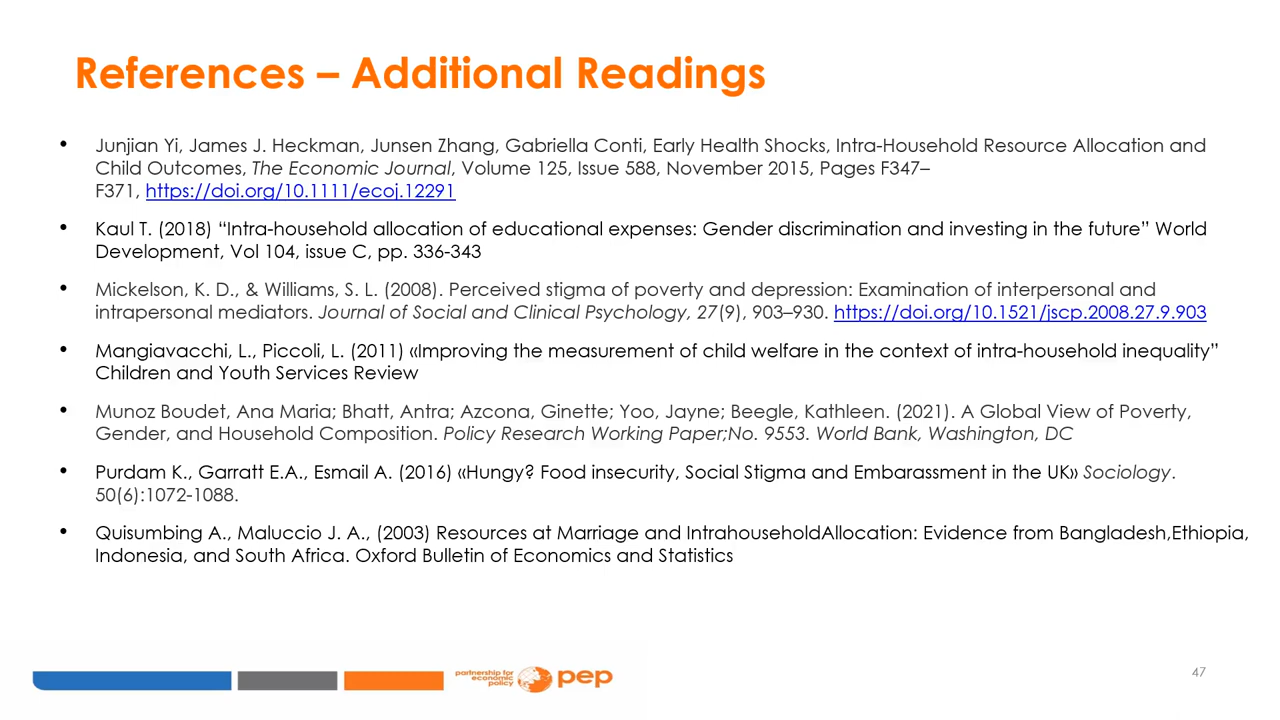 References – Additional Readings
• Junjian Yi, James J. Heckman, Junsen Zhang, Gabriella Conti, Early Health Shocks, Intra-Household Resource Allocation and
Child Outcomes, The Economic Journal, Volume 125, Issue 588, November 2015, Pages F347–
F371, https://doi.org/10.1111/ecoj.12291
• Kaul T. (2018) “Intra-household allocation of educational expenses: Gender discrimination and investing in the future” World
Development, Vol 104, issue C, pp. 336-343
• Mickelson, K. D., & Williams, S. L. (2008). Perceived stigma of poverty and depression: Examination of interpersonal and
intrapersonal mediators. Journal of Social and Clinical Psychology, 27(9), 903–930. https://doi.org/10.1521/jscp.2008.27.9.903
• Mangiavacchi, L., Piccoli, L. (2011) «Improving the measurement of child welfare in the context of intra-household inequality”
Children and Youth Services Review
• Munoz Boudet, Ana Maria; Bhatt, Antra; Azcona, Ginette; Yoo, Jayne; Beegle, Kathleen. (2021). A Global View of Poverty,
Gender, and Household Composition. Policy Research Working Paper;No. 9553. World Bank, Washington, DC
• Purdam K., Garratt E.A., Esmail A. (2016) «Hungy? Food insecurity, Social Stigma and Embarassment in the UK» Sociology.
50(6):1072-1088.
• Quisumbing A., Maluccio J. A., (2003) Resources at Marriage and IntrahouseholdAllocation: Evidence from Bangladesh,Ethiopia,
Indonesia, and South Africa. Oxford Bulletin of Economics and Statistics
partnership for
economic
policy
pep
47